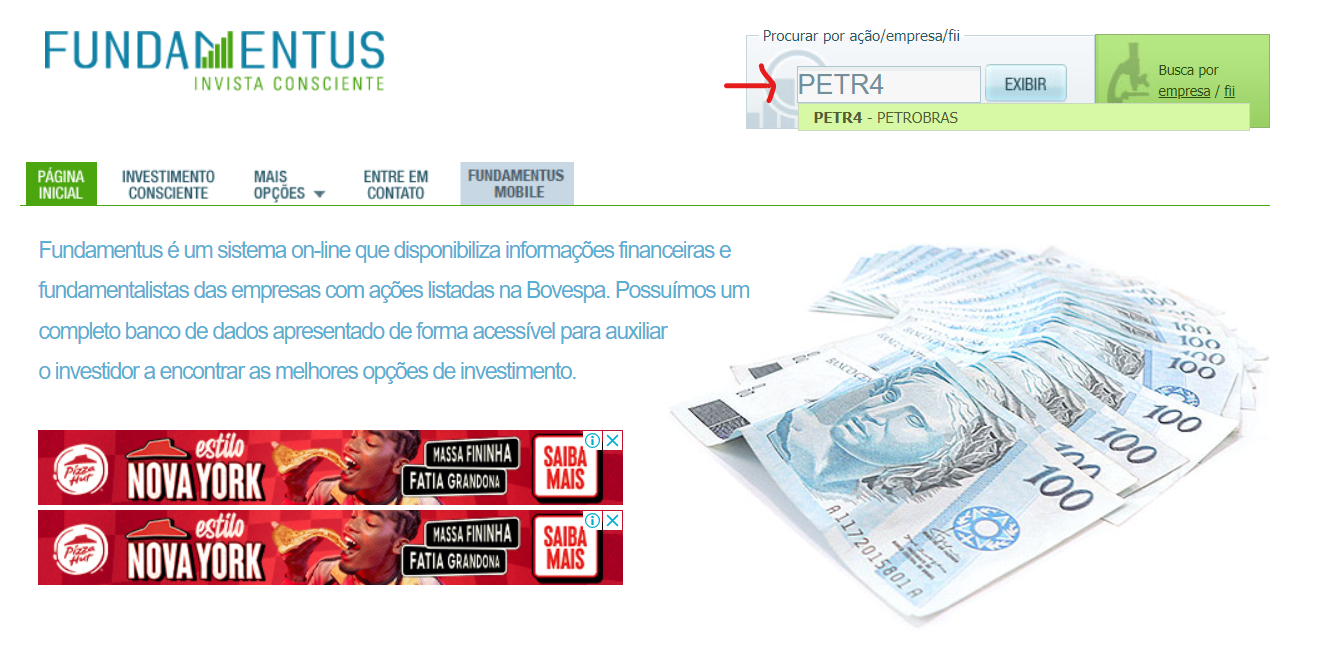 FUNDAMENTUS
INVISTA CONSCIENTE
Procurar por ação/empresa/fii
PETR4
EXIBIR
PETR4 - PETROBRAS
Busca por
empresa / fii
PÁGINA
INICIAL
INVESTIMENTO
CONSCIENTE
MAIS
OPÇÕES
ENTRE EM
CONTATO
FUNDAMENTUS
MOBILE
Fundamentus é um sistema on-line que disponibiliza informações financeiras e
fundamentalistas das empresas com ações listadas na Bovespa. Possuímos um
completo banco de dados apresentado de forma acessível para auxiliar
o investidor a encontrar as melhores opções de investimento.
Pizza
Hut
estilo
NOVA YORK
MASSA FININHA
FATIA GRANDONA
SAIBA
MAIS
Pizza
Hut
estilo
NOVA YORK
MASSA FININHA
FATIA GRANDONA
SAIBA
MAIS
100
100
100
100
100
100
100
A1172015801A